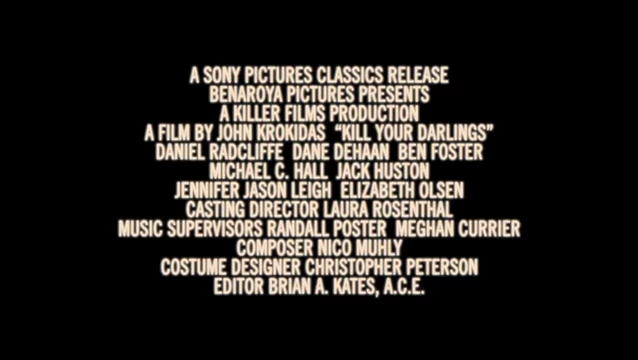 A SONY PICTURES CLASSICS RELEASE
BENAROYA PICTURES PRESENTS
A KILLER FILMS PRODUCTION
A FILM BY JOHN KROKIDAS "KILL YOUR DARLINGS"
DANIEL RADCLIFFE DANE DEHAAN BEN FOSTER
MICHAEL C. HALL JACK HUSTON
JENNIFER JASON LEIGH ELIZABETH OLSEN
CASTING DIRECTOR LAURA ROSENTHAL
MUSIC SUPERVISORS RANDALL POSTER MEGHAN CURRIER
COMPOSER NICO MUHLY
COSTUME DESIGNER CHRISTOPHER PETERSON
EDITOR BRIAN A. KATES, A.C.E.